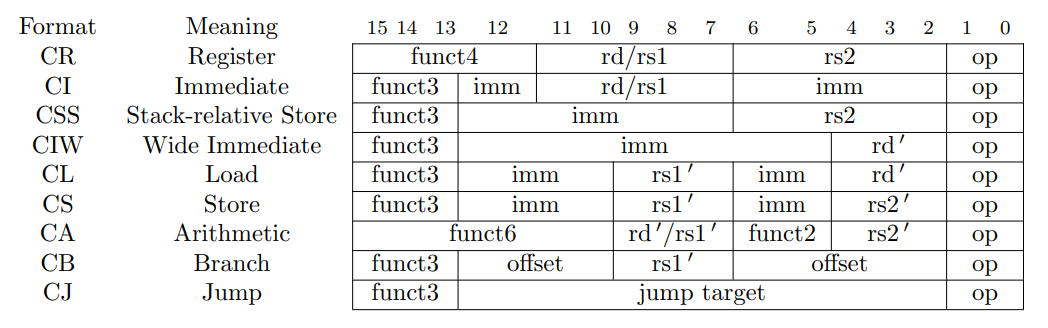 Format Meaning 15 14 13 12 11 10 9 8 7 6 5 4 3 2 1 0
CR Register funct4 rd/rs1 rs2 op
CI Immediate funct3 imm rd/rs1 imm op
CSS Stack-relative Store funct3 imm rs2 op
CIW Wide Immediate funct3 imm rd′ op
CL Load funct3 imm rs1′ imm rd′ op
CS Store funct3 imm rs1′ imm rs2′ op
CA Arithmetic funct6 rd′/rs1′ funct2 rs2′ op
CB Branch funct3 offset rs1′ offset op
CJ Jump funct3 jump target op